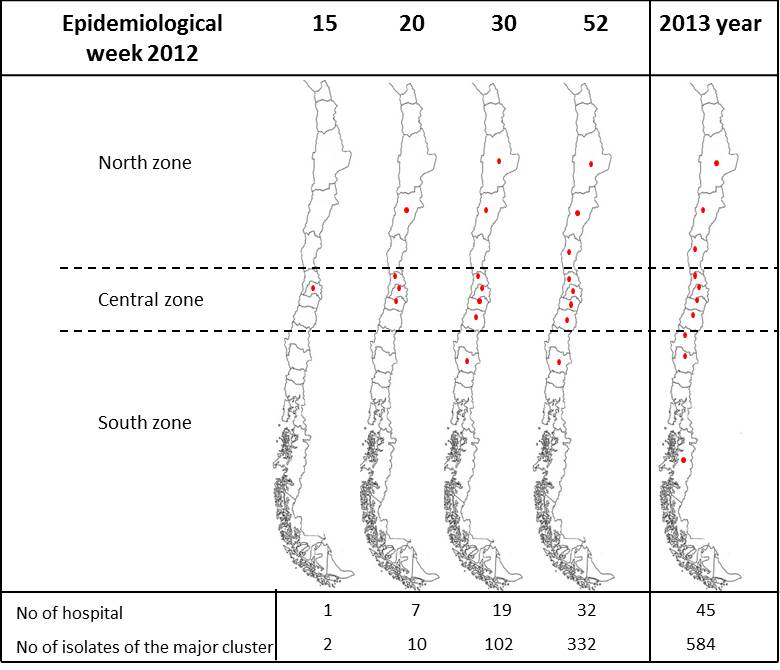 Epidemiological
week 2012
15 20 30 52 2013 year
North zone
Central zone
South zone
No of hospital 1 7 19 32 45
No of isolates of the major cluster 2 10 102 332 584